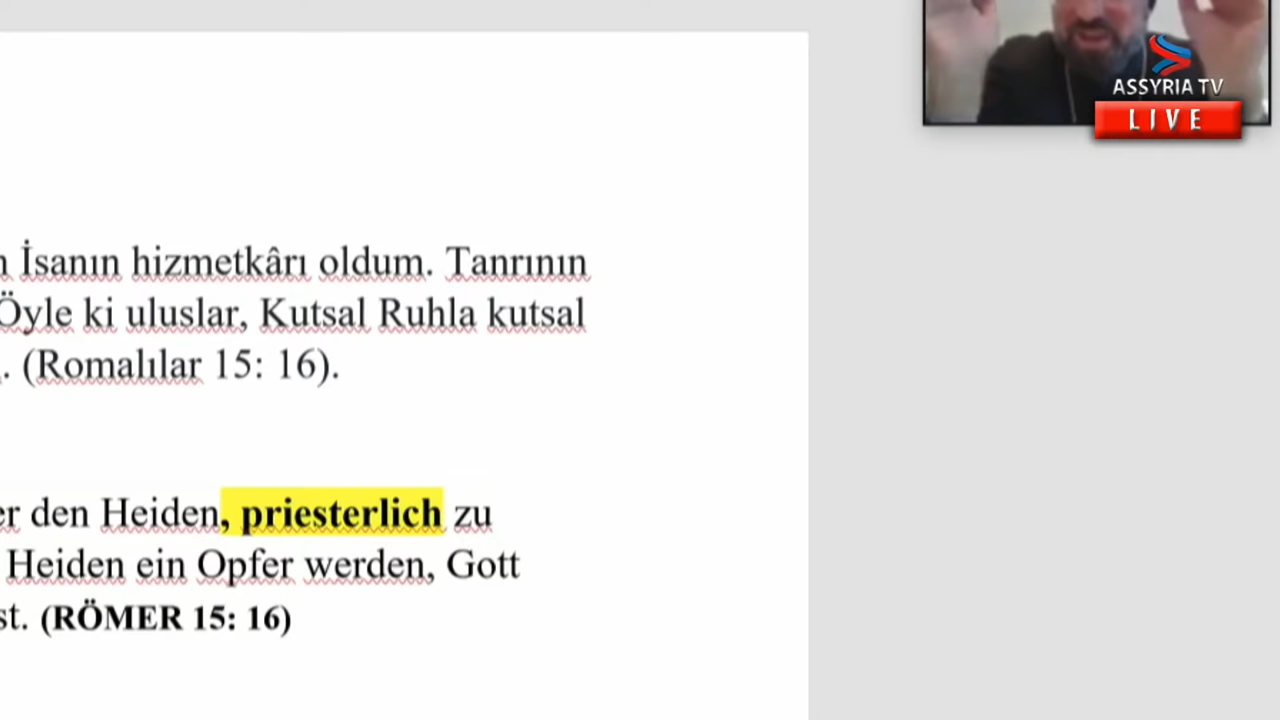 ASSYRIA TV
LIVE
İsanın hizmetkârı oldum. Tanrının
Öyle ki uluslar, Kutsal Ruhla kutsal
. (Romalılar 15: 16).
den Heiden, priesterlich zu
Heiden ein Opfer werden, Gott
st. (RÖMER 15: 16)